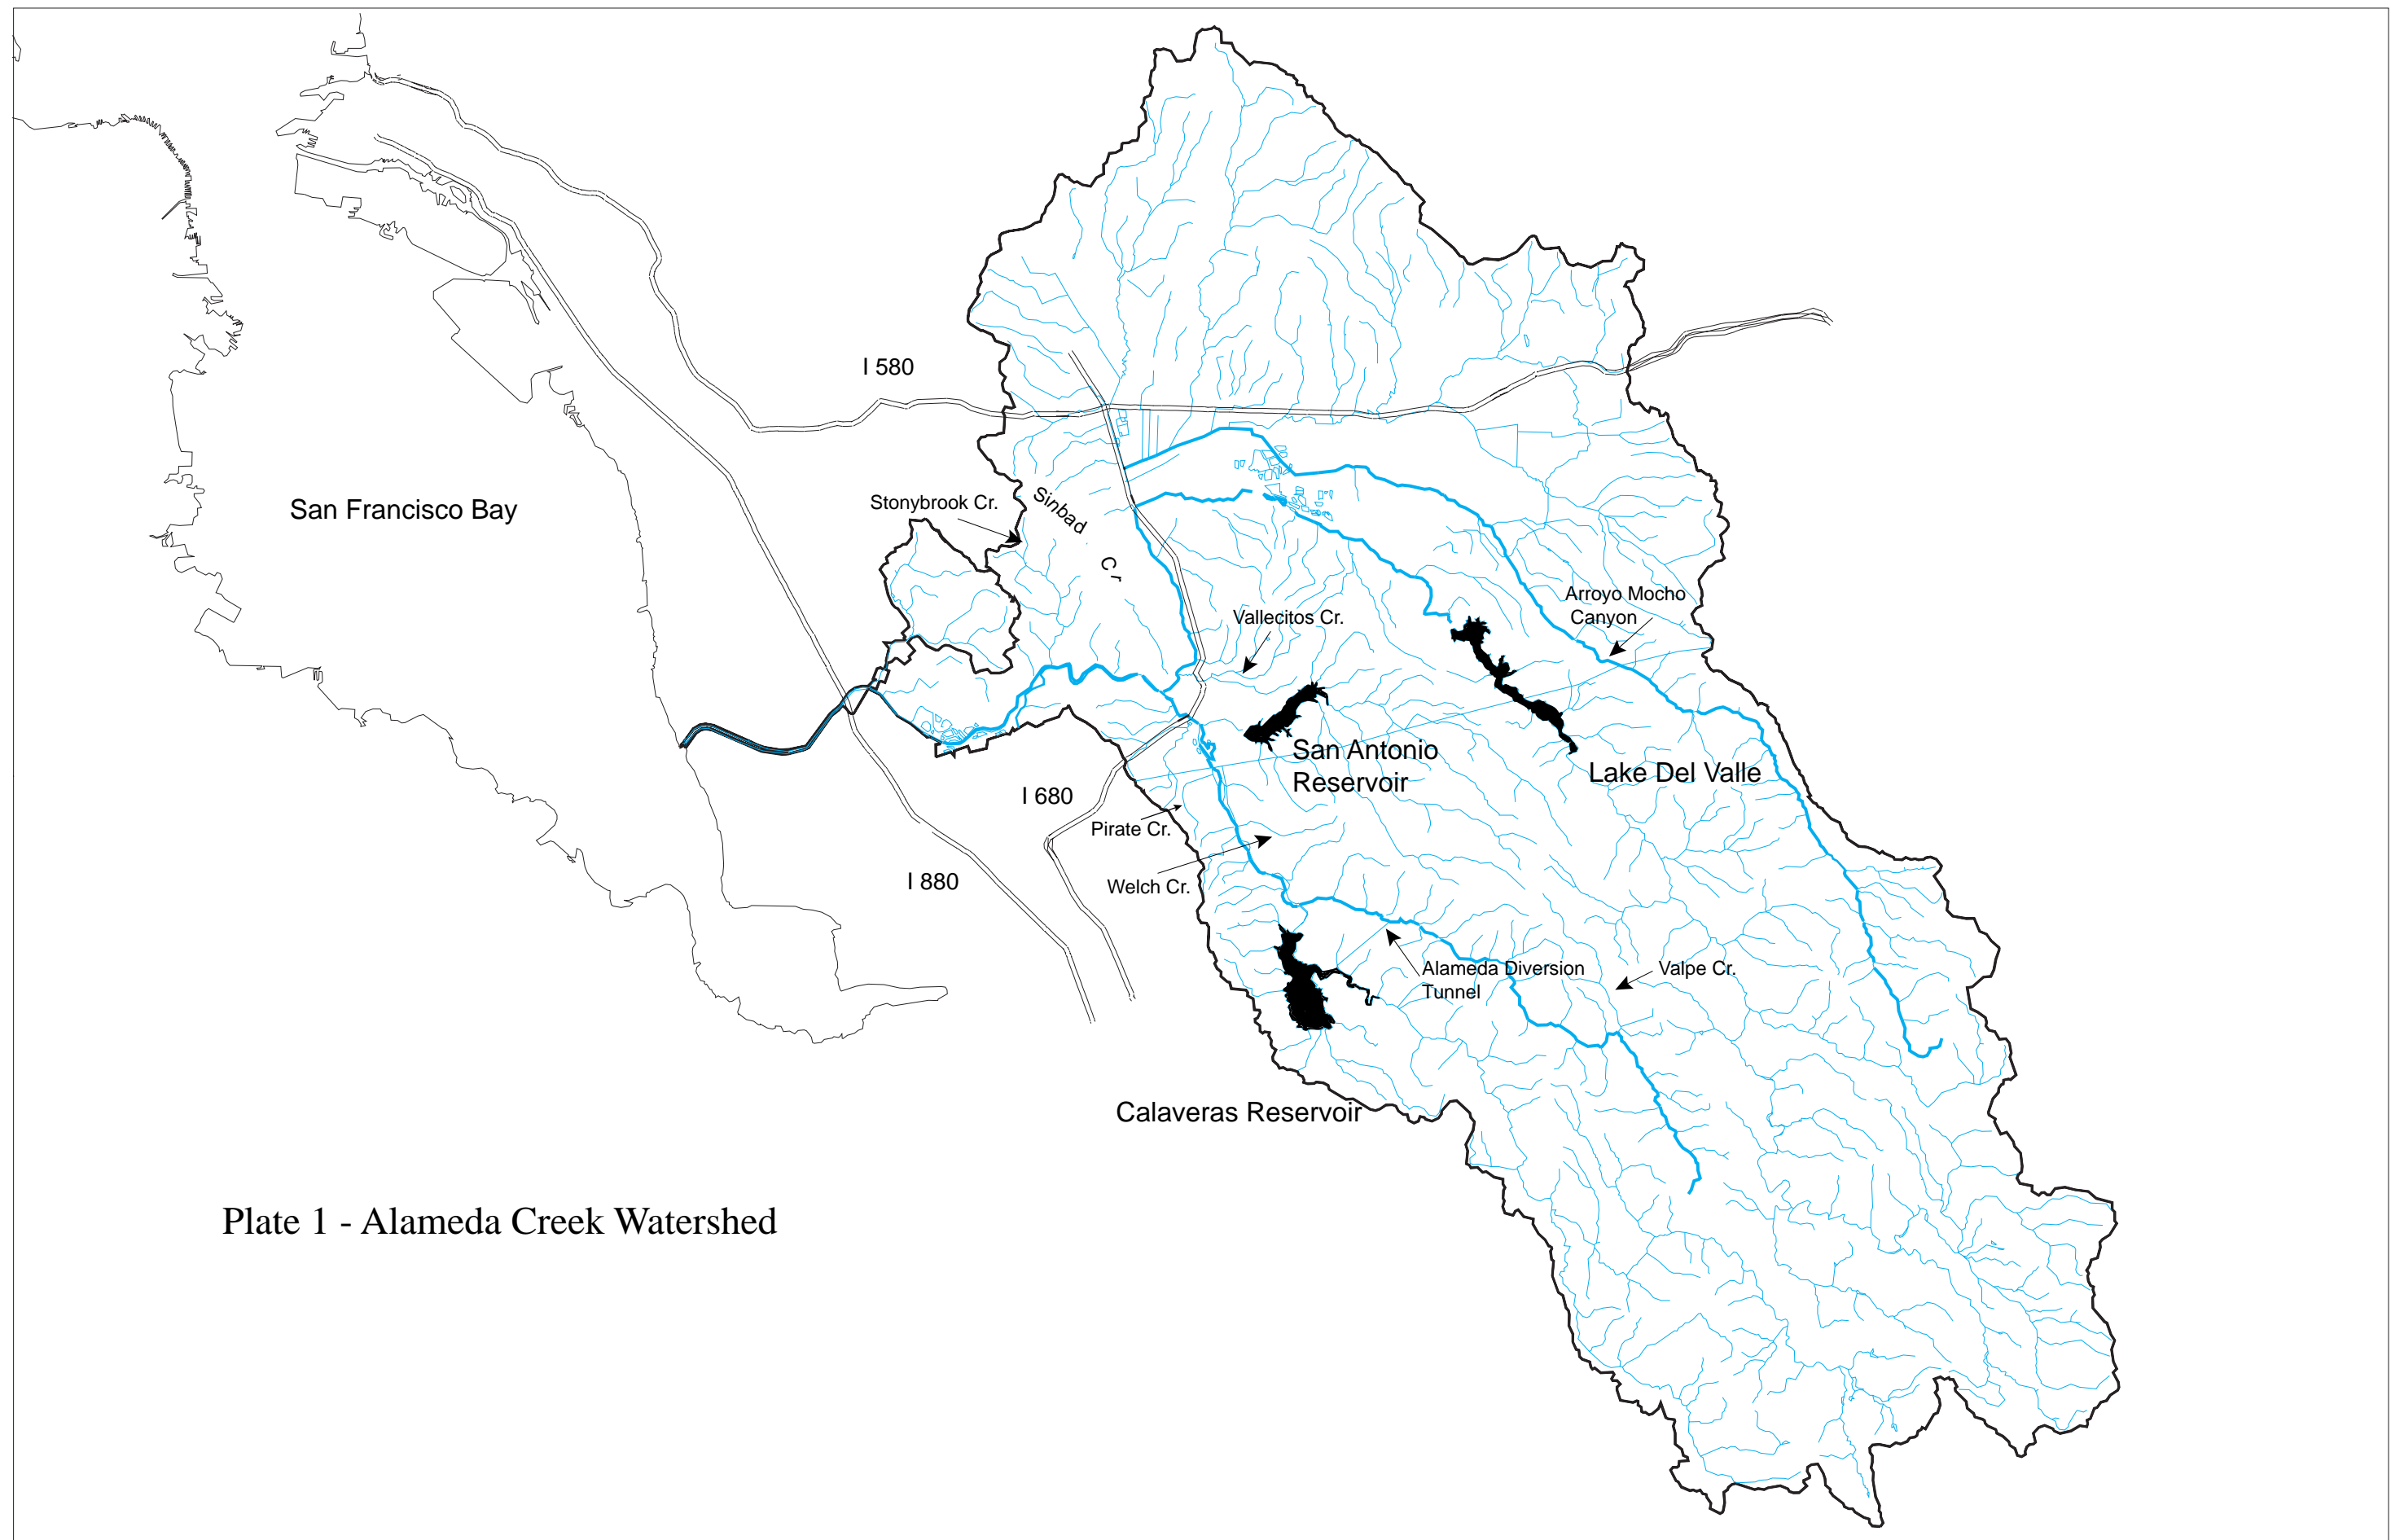 I 580
Stonybrook Cr.
Sinbad
Cr
San Francisco Bay
Arroyo Mocho
Canyon
Vallecitos Cr.
San Antonio
Reservoir
Lake Del Valle
I 680
Pirate Cr.
I 880
Welch Cr.
Alameda Diversion
Tunnel
Valpe Cr.
Calaveras Reservoir
Plate 1 - Alameda Creek Watershed